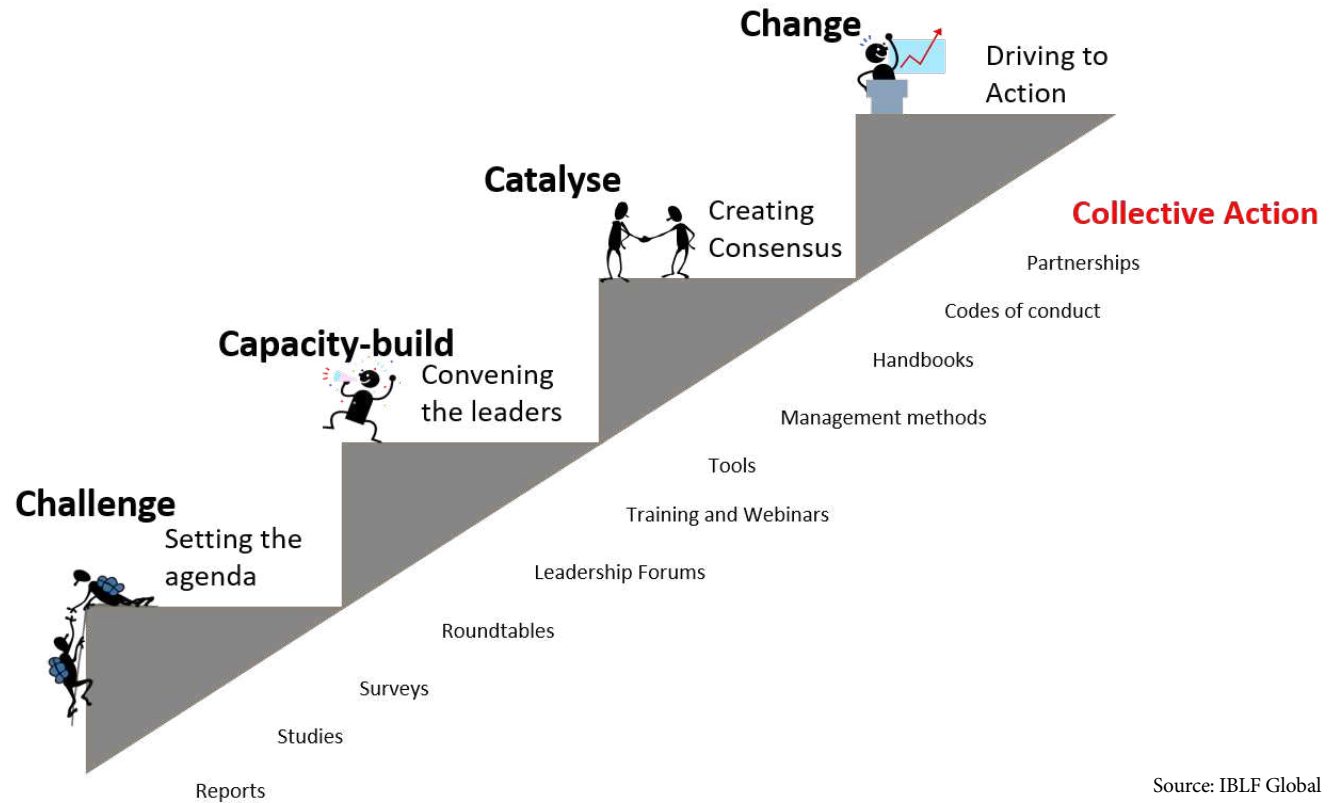 Change
Driving to
Action
Catalyse
Creating
Consensus
Collective Action
Partnerships
Codes of conduct
Capacity-build
Convening
the leaders
Handbooks
Management methods
Tools
Challenge
Setting the
agenda
Training and Webinars
Leadership Forums
Roundtables
Surveys
Studies
Reports
Source: IBLF Global